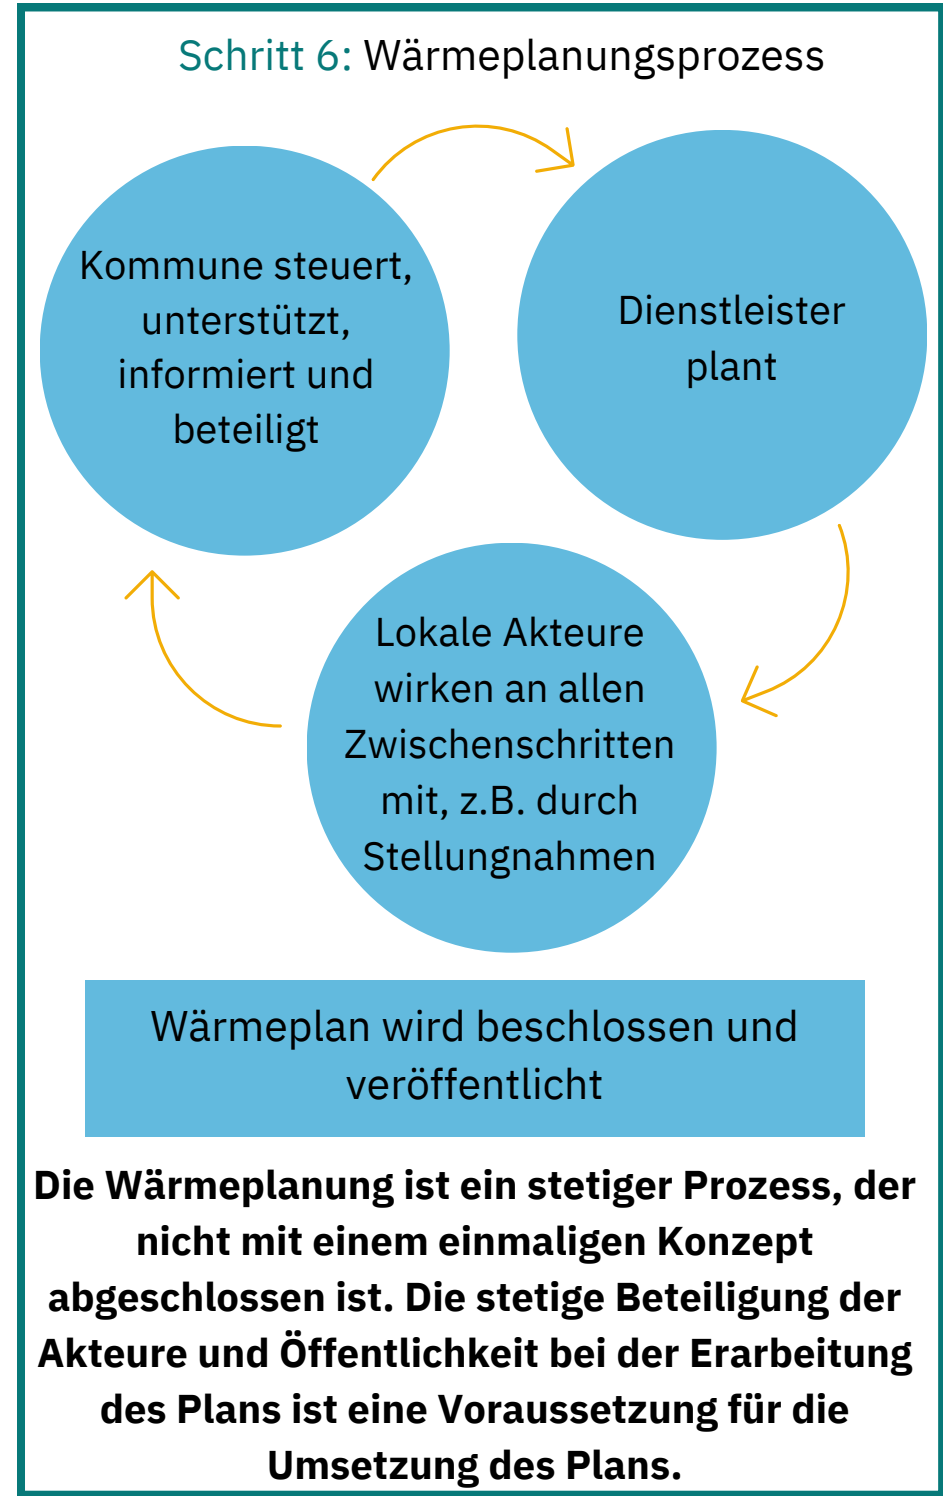 Schritt 6: Wärmeplanungsprozess
Kommune steuert,
unterstützt,
informiert und
beteiligt
Dienstleister
plant
Lokale Akteure
wirken an allen
Zwischenschritten
mit, z.B. durch
Stellungnahmen
Wärmeplan wird beschlossen und
veröffentlicht
Die Wärmeplanung ist ein stetiger Prozess, der
nicht mit einem einmaligen Konzept
abgeschlossen ist. Die stetige Beteiligung der
Akteure und Öffentlichkeit bei der Erarbeitung
des Plans ist eine Voraussetzung für die
Umsetzung des Plans.